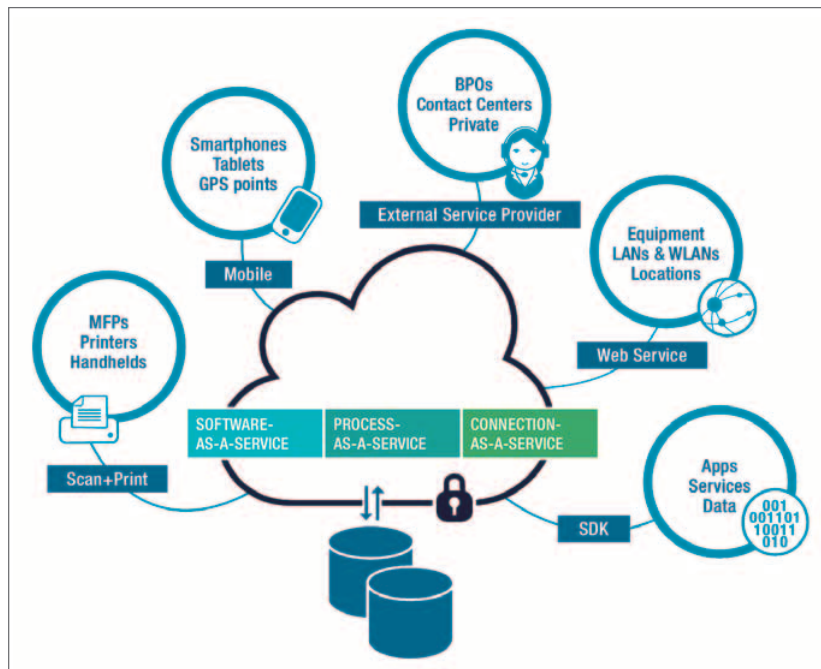 BPOs
Contact Centers
Private
External Service Provider
Smartphones
Tablets
GPS points
Mobile
Equipment
LANs & WLANs
Locations
Web Service
MFPs
Printers
Handhelds
Scan+Print
SOFTWARE-
AS-A-SERVICE
PROCESS-
AS-A-SERVICE
CONNECTION-
AS-A-SERVICE
Apps
Services
Data
001
001101
10011
010
SDK